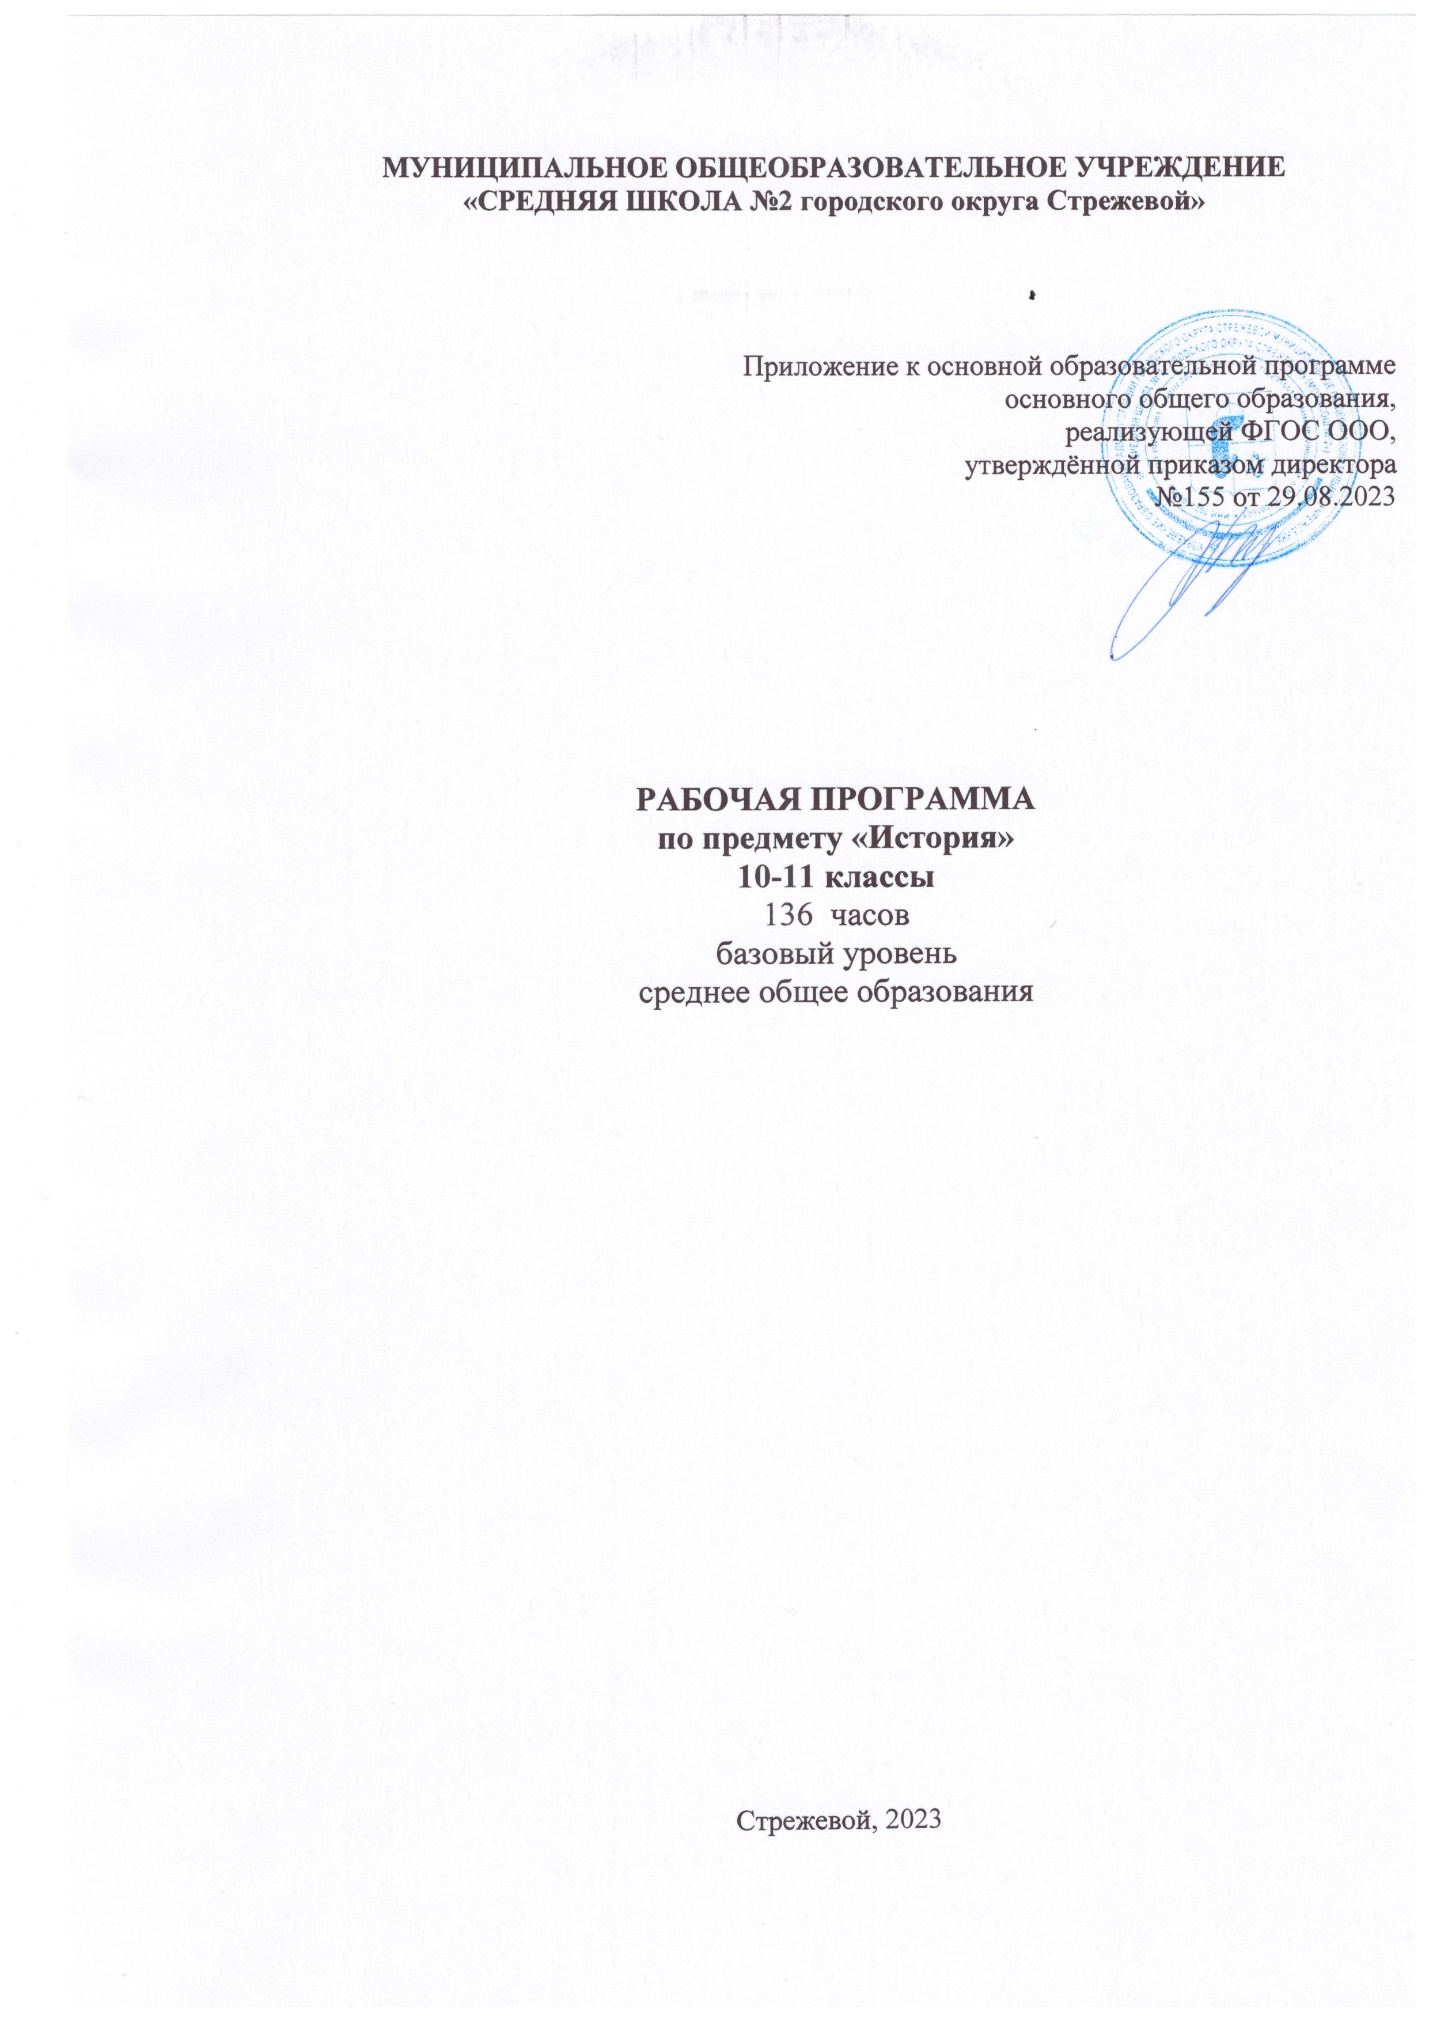 МУНИЦИПАЛЬНОЕ ОБЩЕОБРАЗОВАТЕЛЬНОЕ УЧРЕЖДЕНИЕ
«СРЕДНЯЯ ШКОЛА №2 городского округа Стрежевой»
Приложение к основной образовательной программе
основного общего образования,
реализующей ФГОС ООО,
утверждённой приказом директора
№155 от 29.08.2023
РАБОЧАЯ ПРОГРАММА
по предмету «История»
10-11 классы
136 часов
базовый уровень
среднее общее образования
Стрежевой, 2023